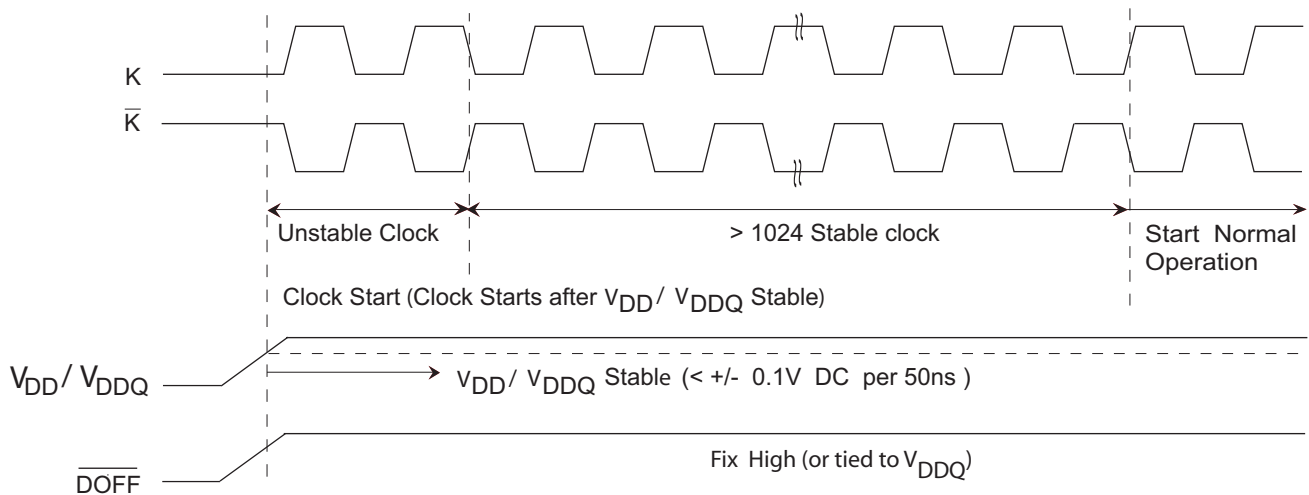 K
K
Unstable Clock
> 1024 Stable clock
Start Normal
Operation
Clock Start (Clock Starts after VDD / VDDQ Stable)
VDD / VDDQ
VDD / VDDQ Stable (< +/- 0.1V DC per 50ns )
Fix High (or tied to VDDQ)
DOFF